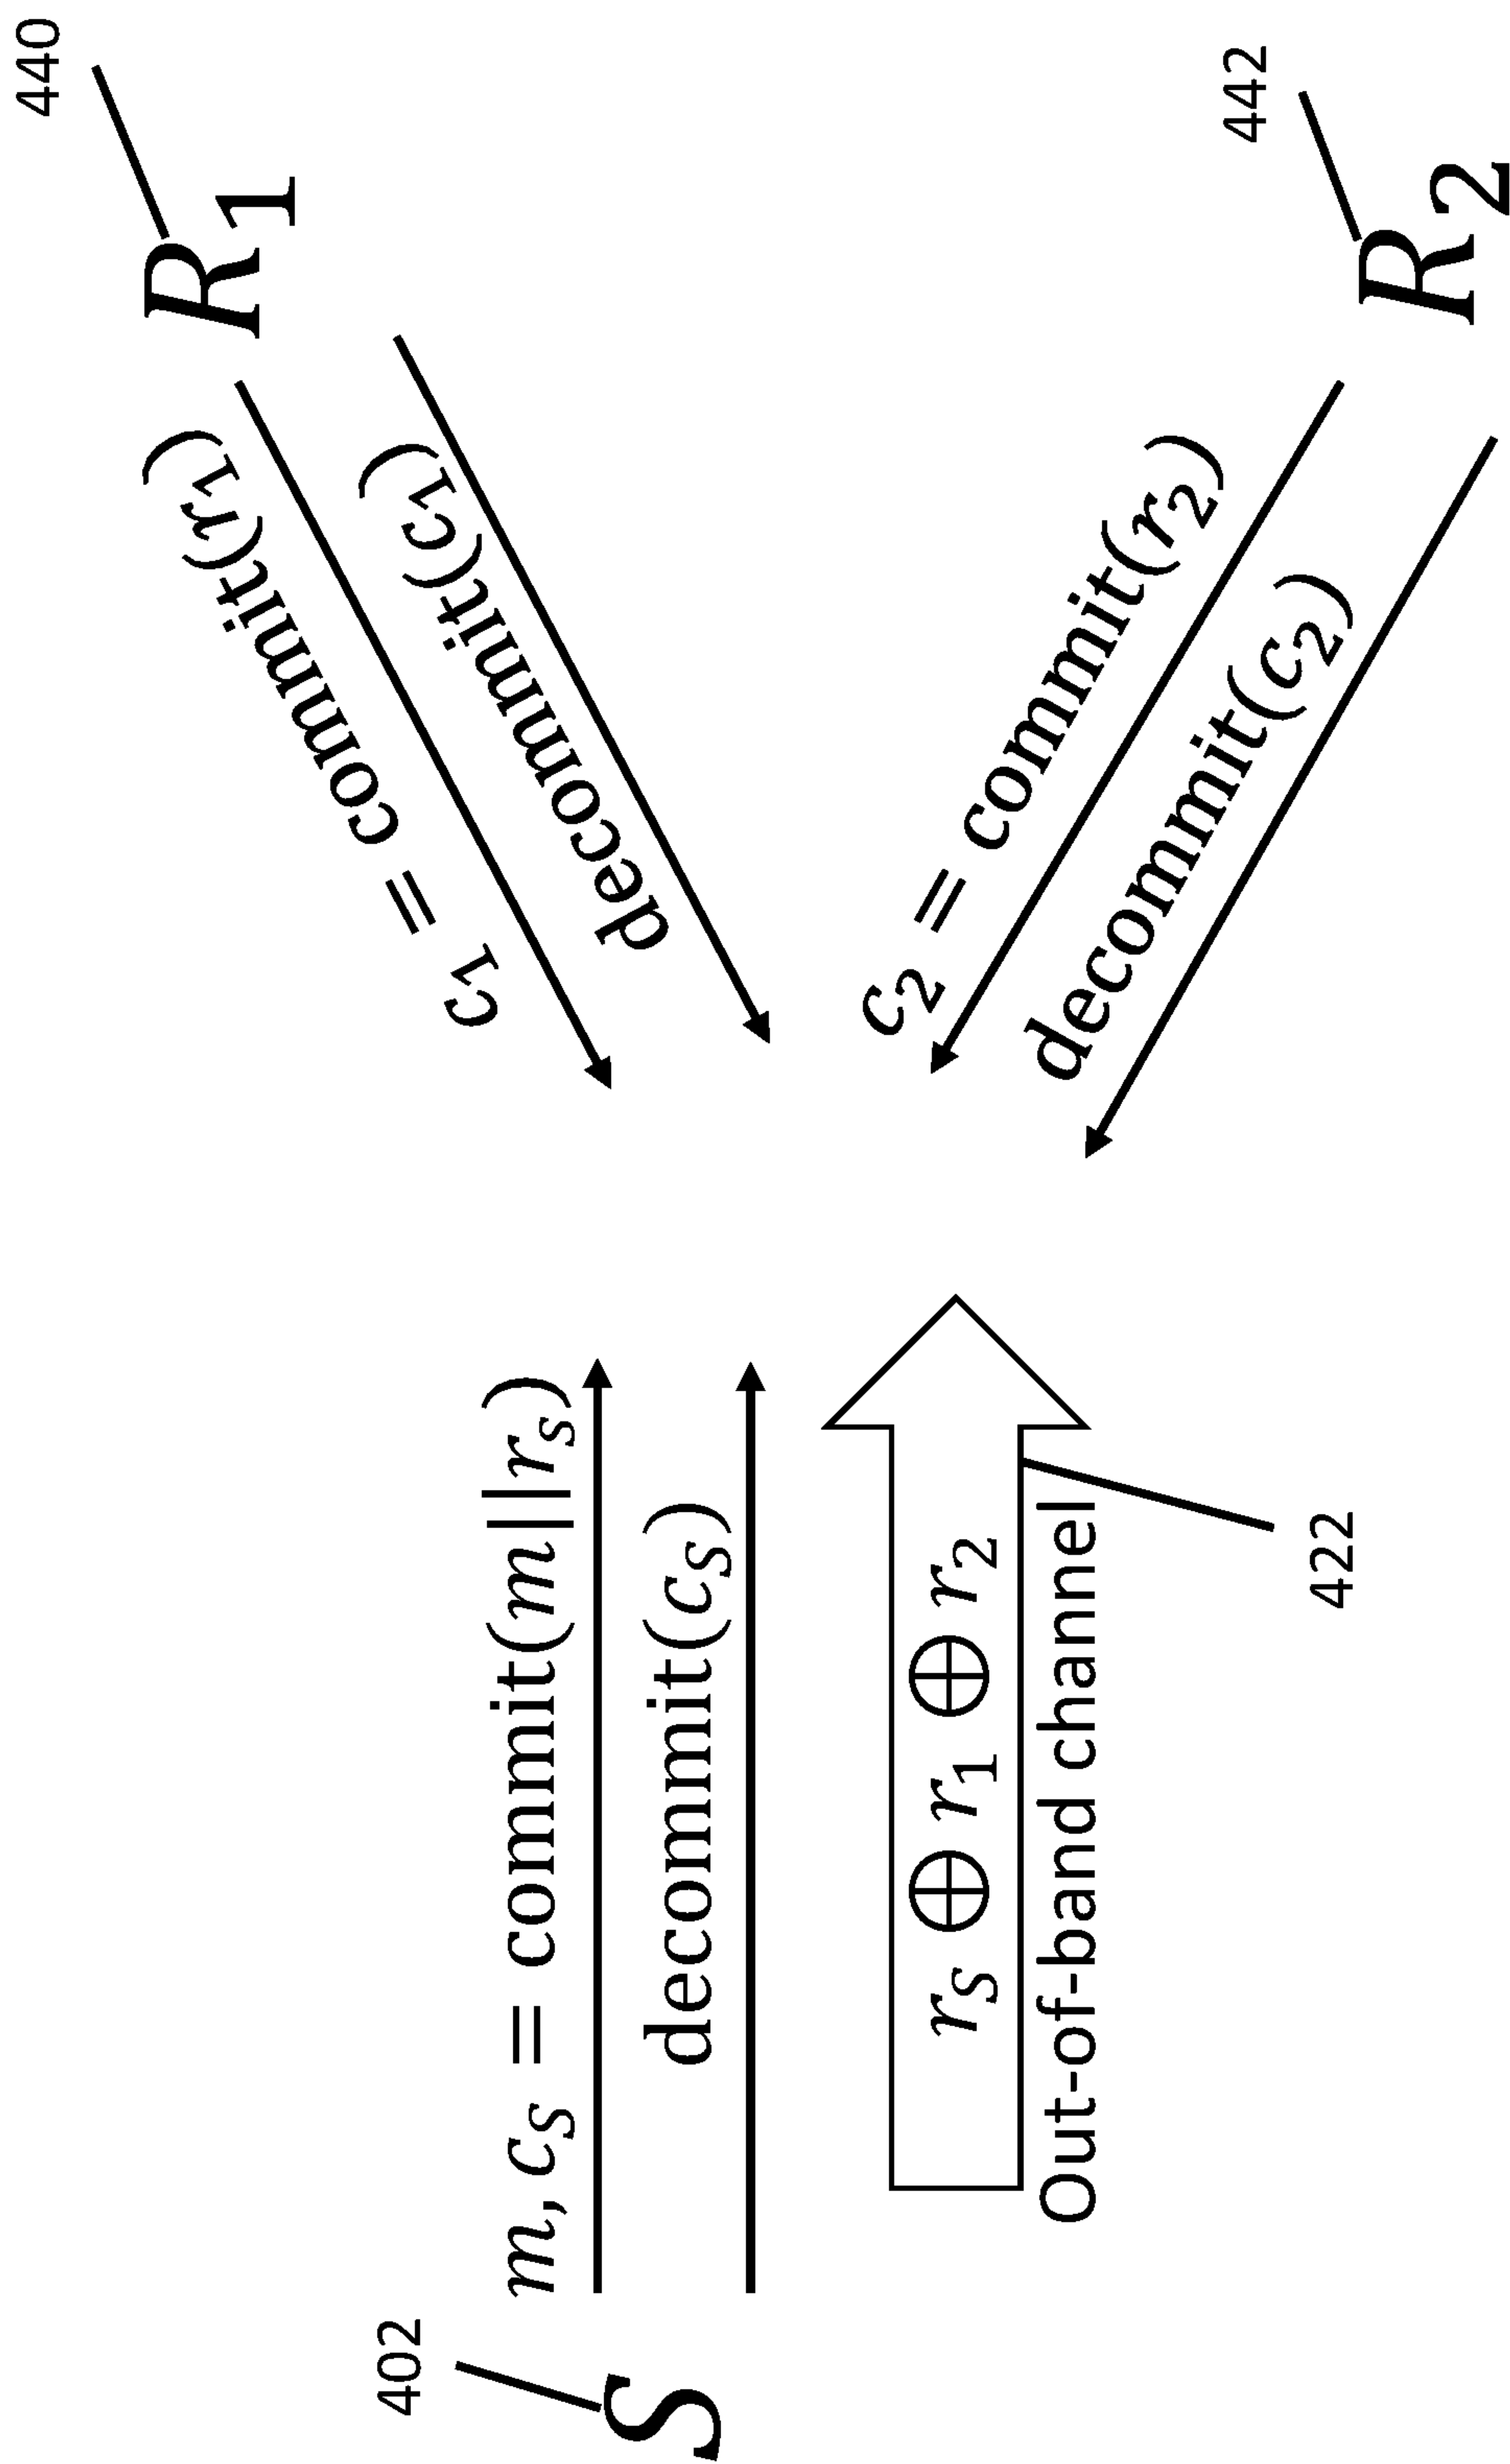 440
R1
c₁ = commit(r₁)
decommit(c₁)
402
S
m, cₛ = commit(m||rₛ)
decommit(cₛ)
rₛ ⊕ r₁ ⊕ r₂
Out-of-band channel
422
c₂ = commit(r₂)
decommit(c₂)
442
R2